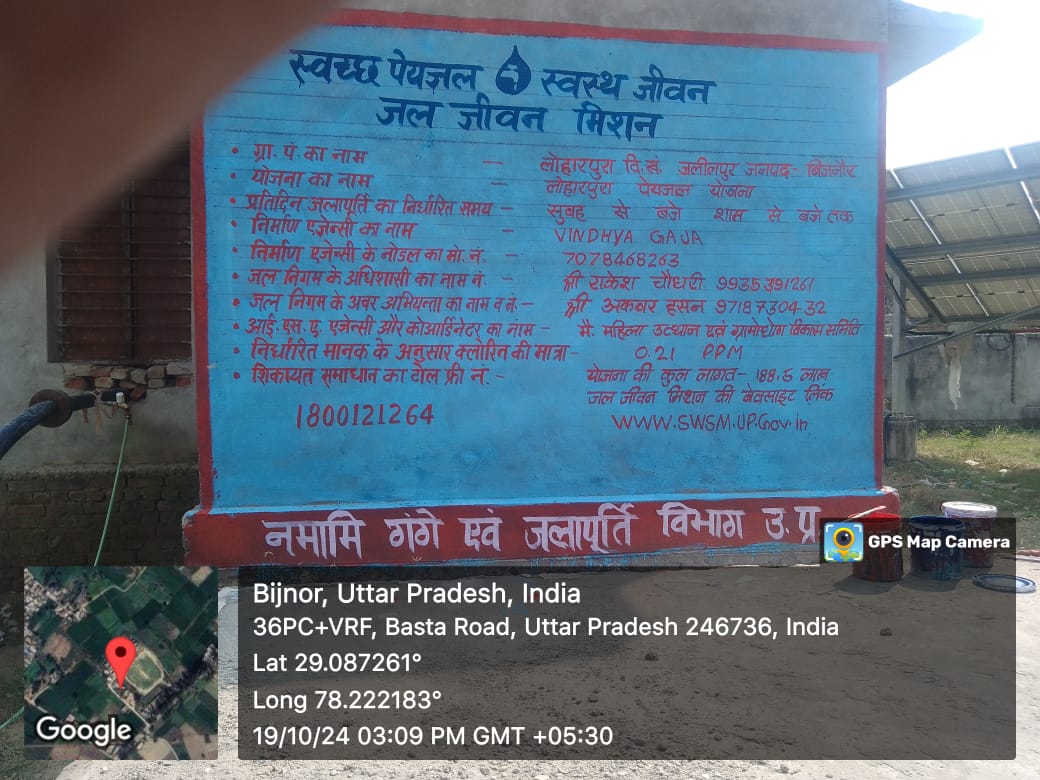 स्वच्छ पेयजल स्वस्थ जीवन
जल जीवन मिशन
• ग्रा. पं. का नाम — लोहारपुरा वि.सं. जलीलपुर जनपद- बिजनौर
• योजना का नाम — लोहारपुरा पेयजल योजना
• प्रतिदिन जलापूर्ति का निर्धारित समय – सुबह से बजे शाम से बजे तक
• निर्माण एजेन्सी का नाम – VINDHYA GAJA
• निर्माण एजेन्सी के नोडल का मो. नं. – 7078468263
• जल निगम के अधिशासी का नाम नं. – श्री राकेश चौधरी 9935391261
• जल निगम के अवर अभियन्ता का नाम व नं.– श्री अकबर हसन 9718730432
• आई. एस. ए. एजेन्सी और कोआर्डिनेटर का नाम – मै. महिला उत्थान एवं ग्रामोद्योग विकास समिति
• निर्धारित मानक के अनुसार क्लोरिन की मात्रा- 0.21 PPM
• शिकायत समाधान का टोल फ्री नं. – योजना की कुल लागत- 188.5 लाख
जल जीवन मिशन की वेबसाइट लिंक
1800121264 WWW.SWSM.UP.Gov.in
नमामि गंगे एवं जलापूर्ति विभाग उ. प्र
GPS Map Camera
Bijnor, Uttar Pradesh, India
36PC+VRF, Basta Road, Uttar Pradesh 246736, India
Lat 29.087261°
Long 78.222183°
19/10/24 03:09 PM GMT +05:30
Google